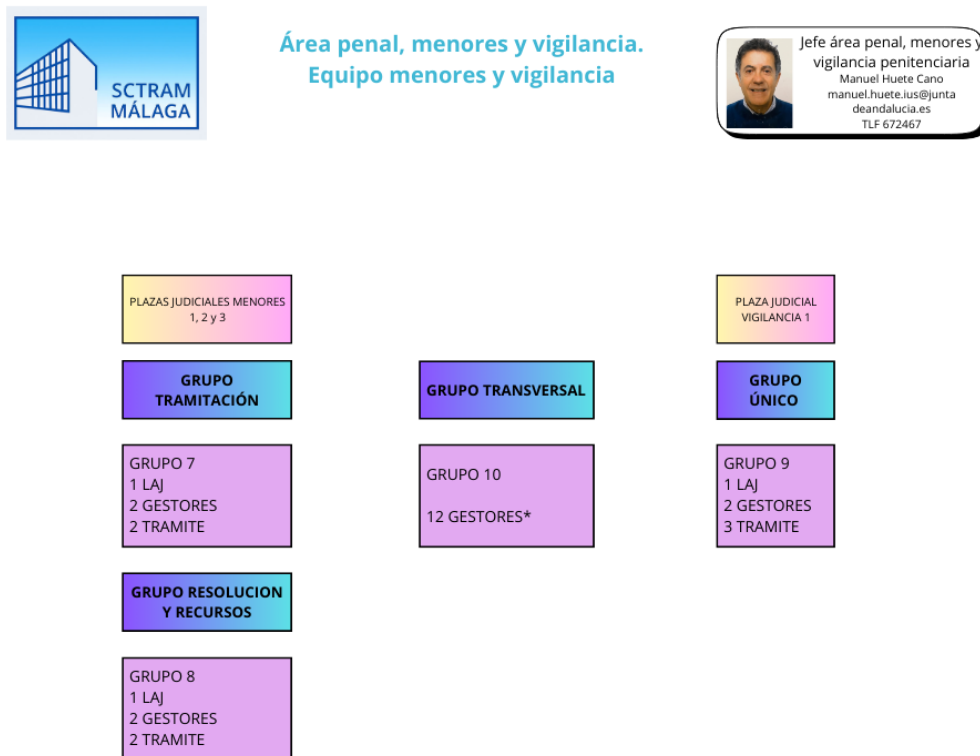 SCTRAM
MÁLAGA
Área penal, menores y vigilancia.
Equipo menores y vigilancia
Jefe área penal, menores y
vigilancia penitenciaria
Manuel Huete Cano
manuel.huete.ius@junta
deandalucia.es
TLF 672467
PLAZAS JUDICIALES MENORES
1, 2 y 3
PLAZA JUDICIAL
VIGILANCIA 1
GRUPO
TRAMITACIÓN
GRUPO TRANSVERSAL
GRUPO
ÚNICO
GRUPO 7
1 LAJ
2 GESTORES
2 TRAMITE
GRUPO 10
12 GESTORES*
GRUPO 9
1 LAJ
2 GESTORES
3 TRAMITE
GRUPO RESOLUCION
Y RECURSOS
GRUPO 8
1 LAJ
2 GESTORES
2 TRAMITE